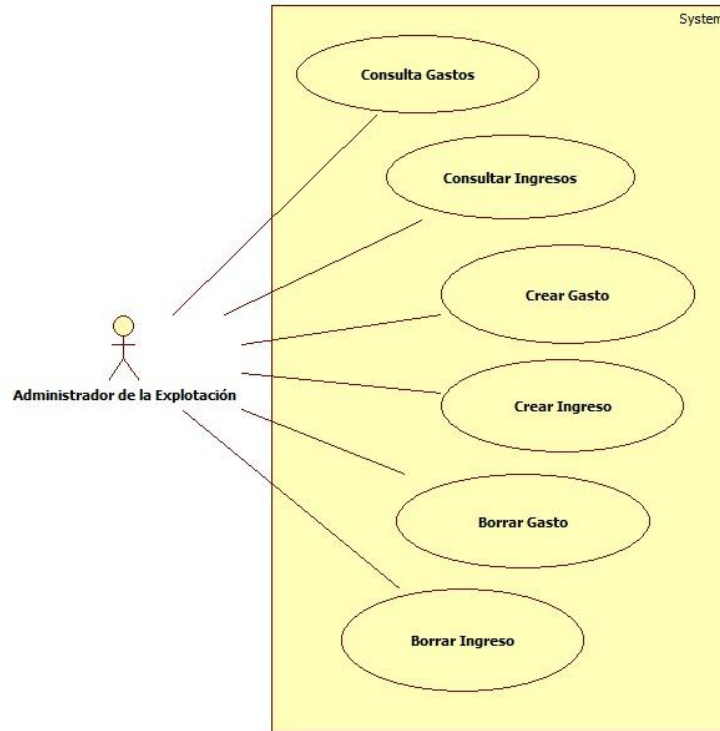 System
Consulta Gastos
Consultar Ingresos
Crear Gasto
Administrador de la Explotación
Crear Ingreso
Borrar Gasto
Borrar Ingreso